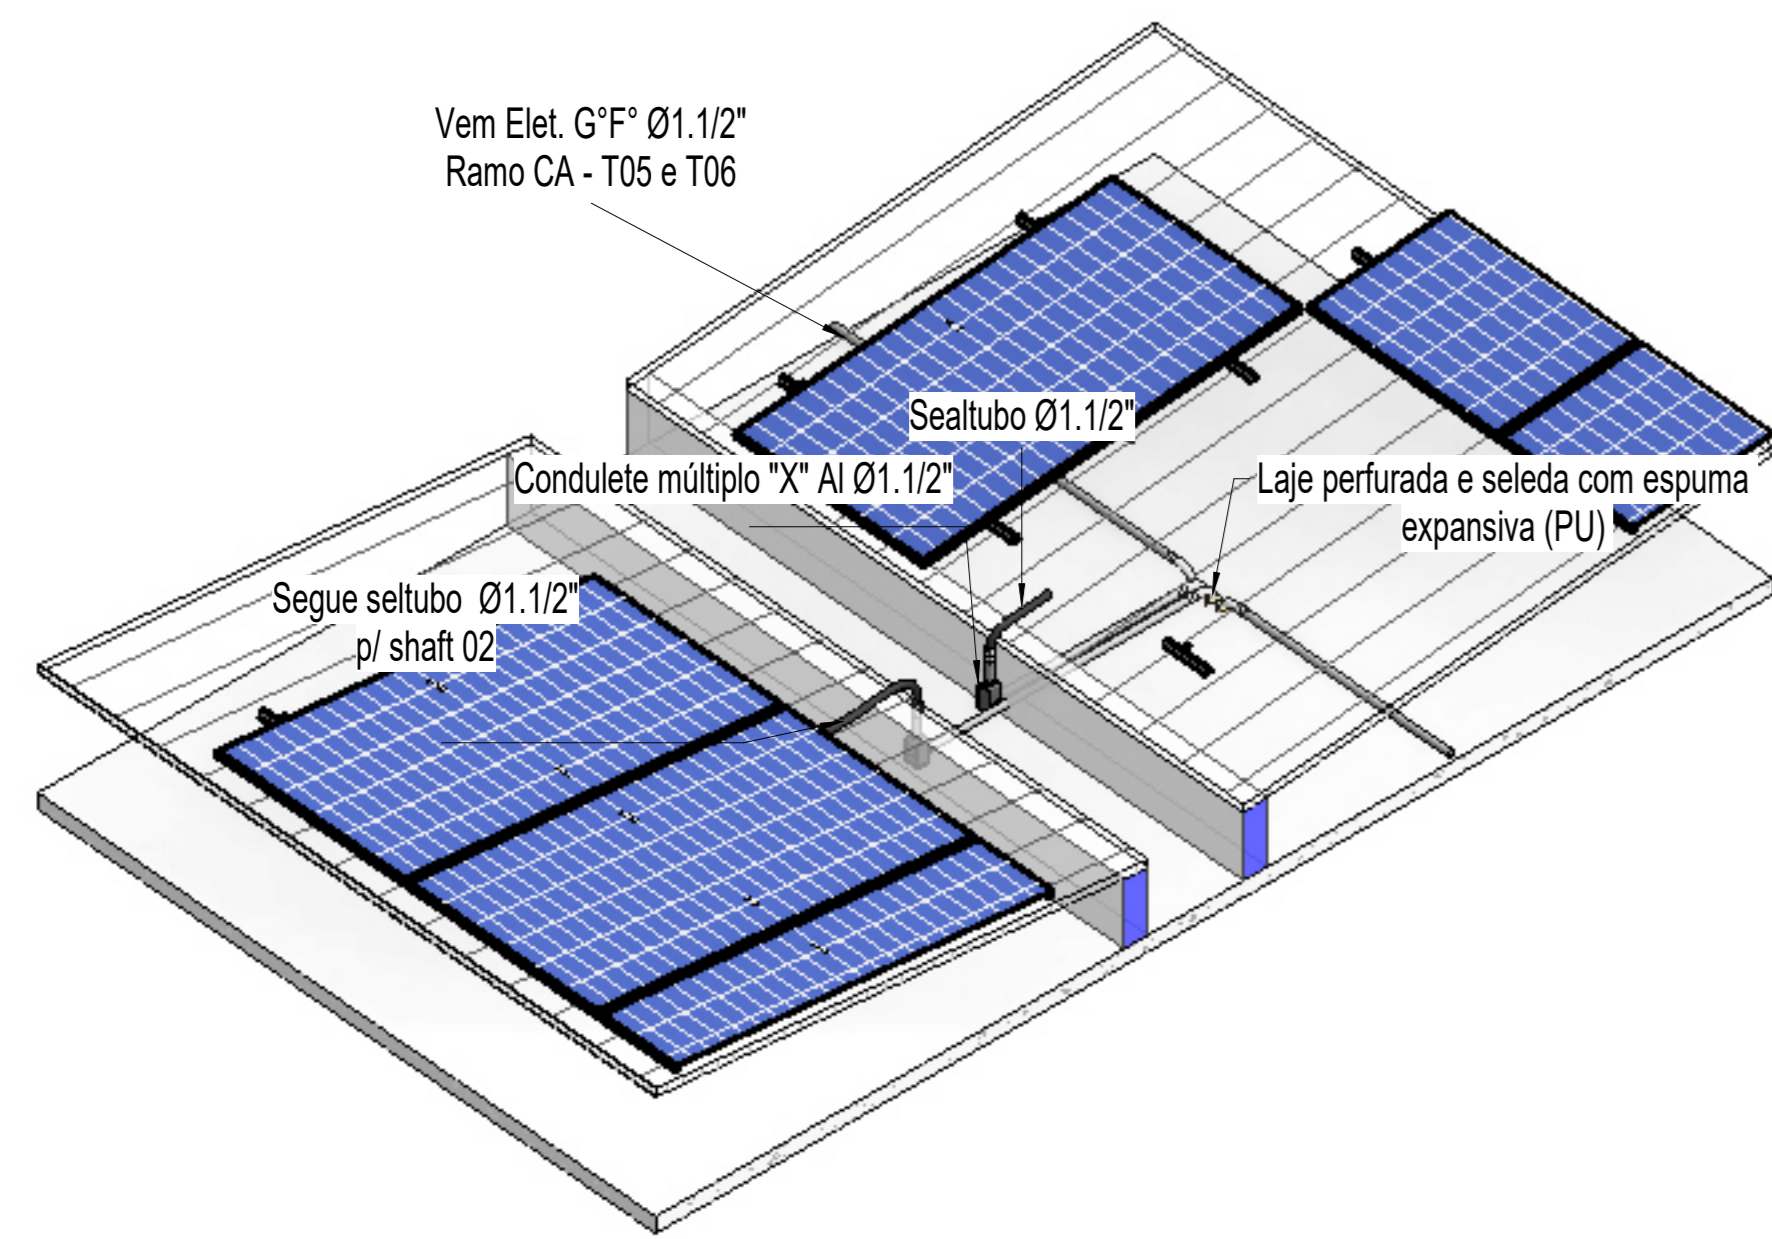 Vem Elet. G°F° Ø1.1/2"
Ramo CA - T05 e T06
Sealtubo Ø1.1/2"
Condulete múltiplo "X" Al Ø1.1/2"
Laje perfurada e seleda com espuma
expansiva (PU)
Segue seltubo Ø1.1/2"
p/ shaft 02